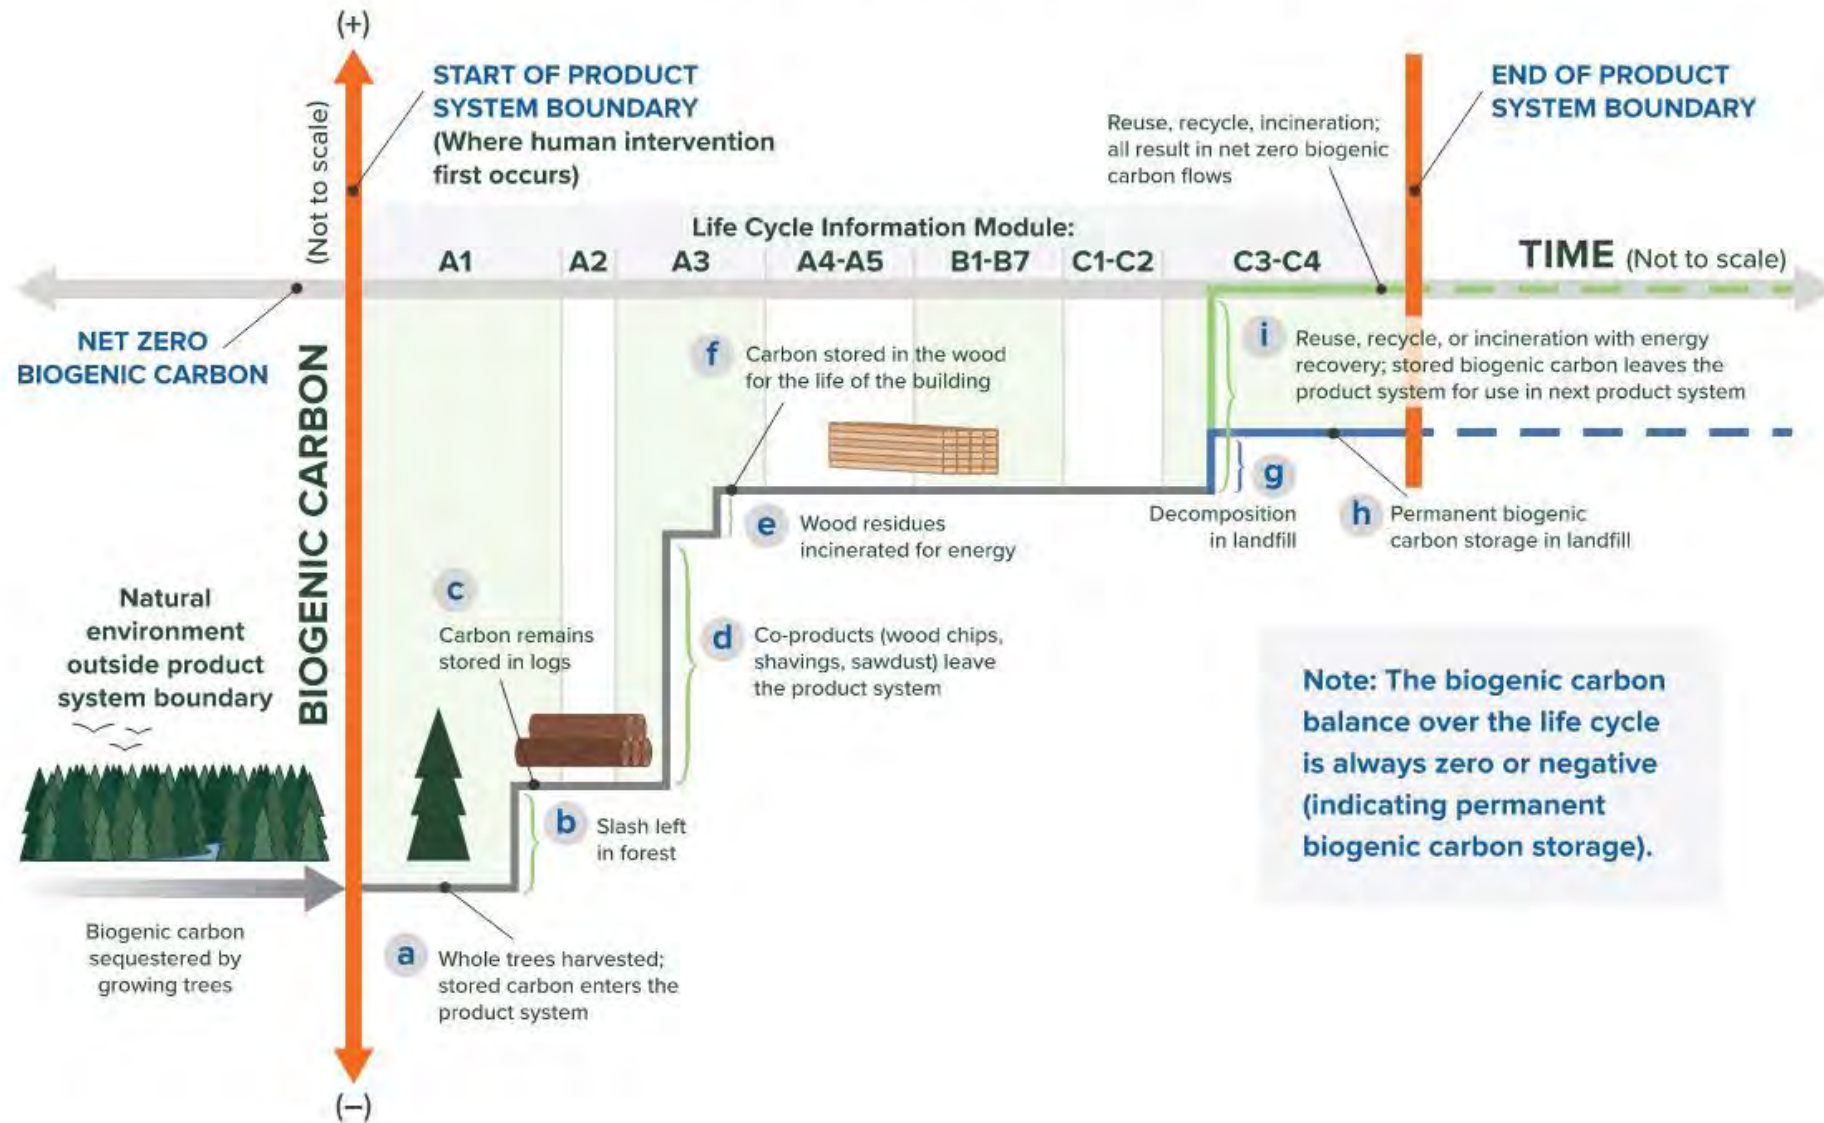 (+)
(Not to scale)
START OF PRODUCT
SYSTEM BOUNDARY
(Where human intervention
first occurs)
Reuse, recycle, incineration;
all result in net zero biogenic
carbon flows
END OF PRODUCT
SYSTEM BOUNDARY
Life Cycle Information Module:
A1
A2
A3
A4-A5
B1-B7
C1-C2
C3-C4
TIME (Not to scale)
NET ZERO
BIOGENIC CARBON
BIOGENIC CARBON
f
Carbon stored in the wood
for the life of the building
i
Reuse, recycle, or incineration with energy
recovery; stored biogenic carbon leaves the
product system for use in next product system
g
Decomposition
in landfill
h
Permanent biogenic
carbon storage in landfill
e
Wood residues
incinerated for energy
c
Carbon remains
stored in logs
d
Co-products (wood chips,
shavings, sawdust) leave
the product system
Natural
environment
outside product
system boundary
b
Slash left
in forest
Note: The biogenic carbon
balance over the life cycle
is always zero or negative
(indicating permanent
biogenic carbon storage).
Biogenic carbon
sequestered by
growing trees
a
Whole trees harvested;
stored carbon enters the
product system
(–)